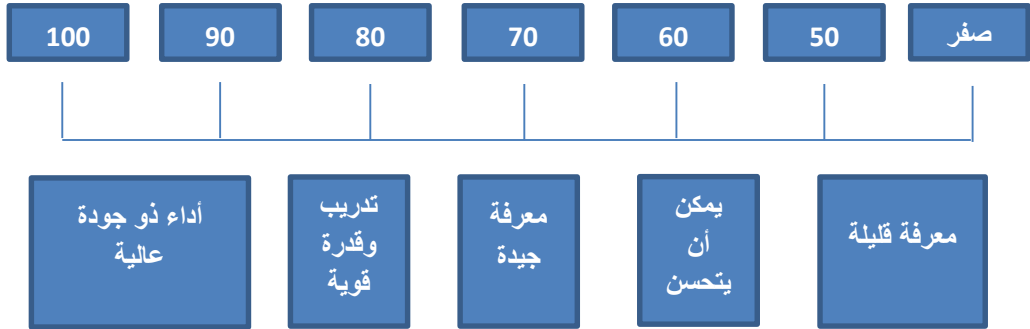 صفر
50
60
70
80
90
100
معرفة قليلة
يمكن
أن
يتحسن
معرفة
جيدة
تدريب
وقدرة
قوية
أداء ذو جودة
عالية